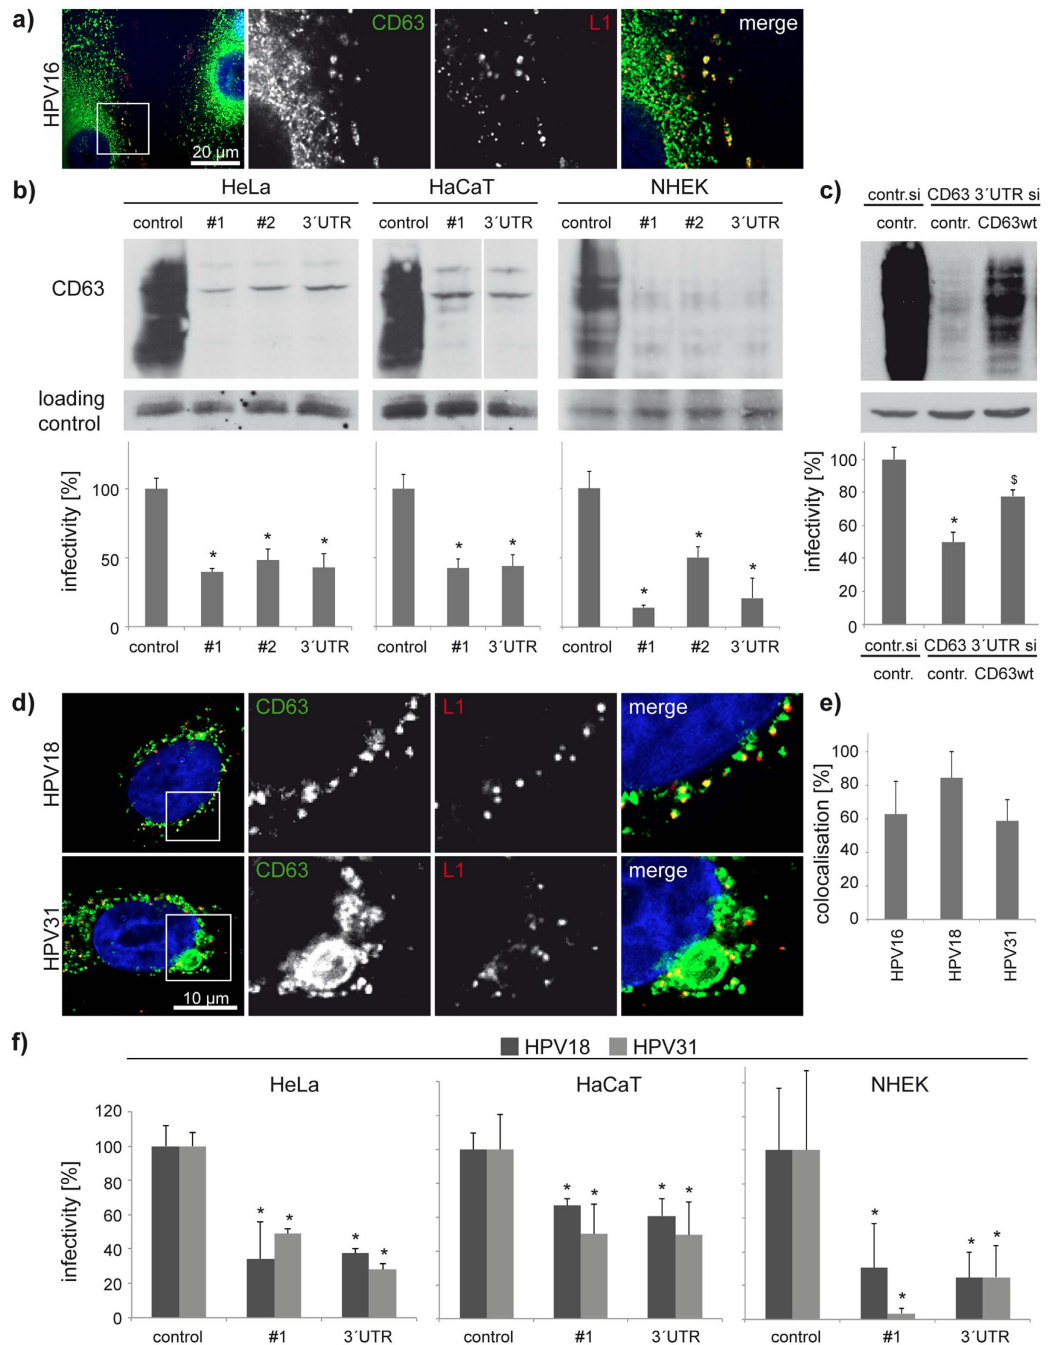 a)
HPV16
CD63
L1
merge
20 µm
b)
HeLa
HaCaT
NHEK
control #1 #2 3´UTR
control #1 3´UTR
control #1 #2 3´UTR
CD63
loading
control
infectivity [%]
100
50
0
* * *
* *
* * *
control #1 #2 3´UTR
control #1 3´UTR
control #1 #2 3´UTR
c)
contr.si CD63 3´UTR si
contr. contr. CD63wt
infectivity [%]
100
80
60
40
20
0
* $
contr.si CD63 3´UTR si
contr. contr. CD63wt
d)
HPV18
CD63
L1
merge
HPV31
CD63
L1
merge
10 µm
e)
colocalisation [%]
100
80
60
40
20
0
HPV16
HPV18
HPV31
f)
HPV18 HPV31
HeLa
HaCaT
NHEK
infectivity [%]
120
100
80
60
40
20
0
* * * *
* * * *
* * * *
control #1 3´UTR
control #1 3´UTR
control #1 3´UTR